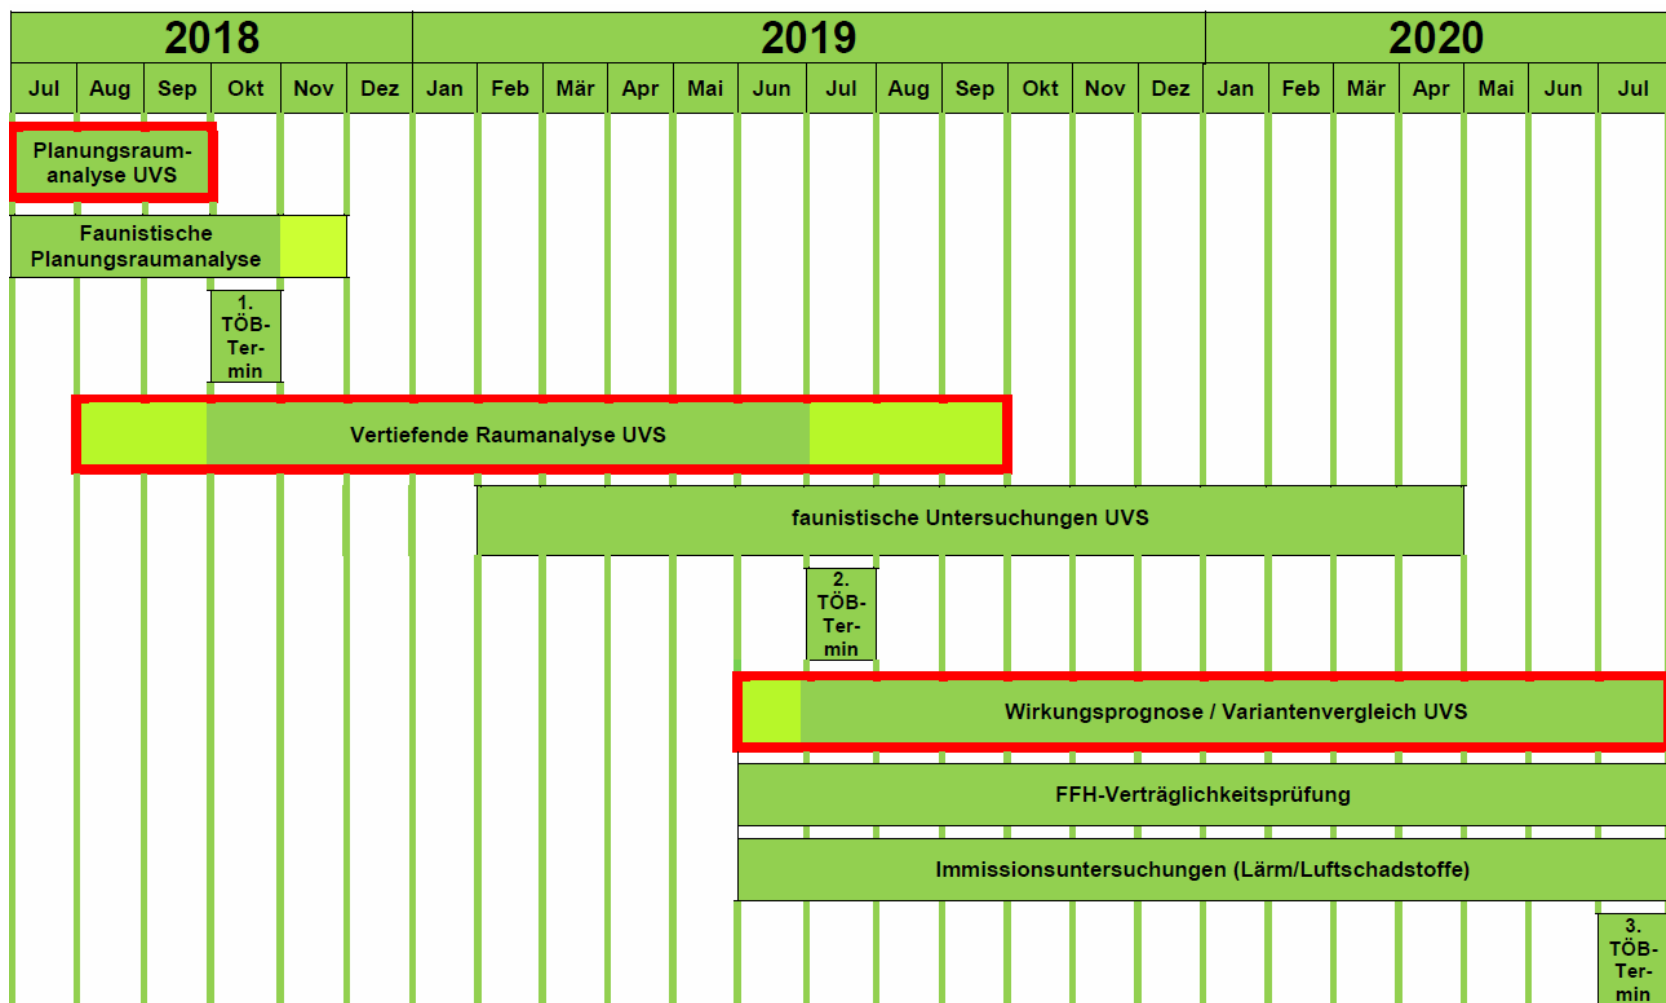 2018 2019 2020
Jul Aug Sep Okt Nov Dez Jan Feb Mär Apr Mai Jun Jul Aug Sep Okt Nov Dez Jan Feb Mär Apr Mai Jun Jul
Planungsraum-
analyse UVS
Faunistische
Planungsraumanalyse
1.
TÖB-
Ter-
min
Vertiefende Raumanalyse UVS
faunistische Untersuchungen UVS
2.
TÖB-
Ter-
min
Wirkungsprognose / Variantenvergleich UVS
FFH-Verträglichkeitsprüfung
Immissionsuntersuchungen (Lärm/Luftschadstoffe)
3.
TÖB-
Ter-
min